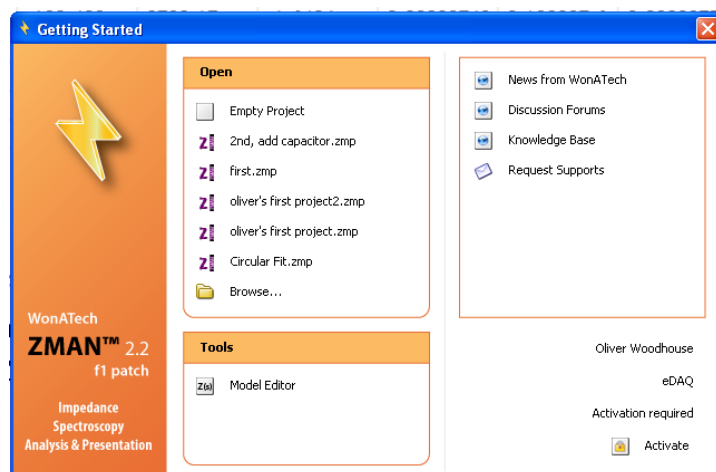 Getting Started
Open
Empty Project
2nd, add capacitor.zmp
first.zmp
oliver's first project2.zmp
oliver's first project.zmp
Circular Fit.zmp
Browse...
WonATech
ZMAN™ 2.2
f1 patch
Impedance
Spectroscopy
Analysis & Presentation
Tools
Z(s) Model Editor
News from WonATech
Discussion Forums
Knowledge Base
Request Supports
Oliver Woodhouse
eDAQ
Activation required
Activate